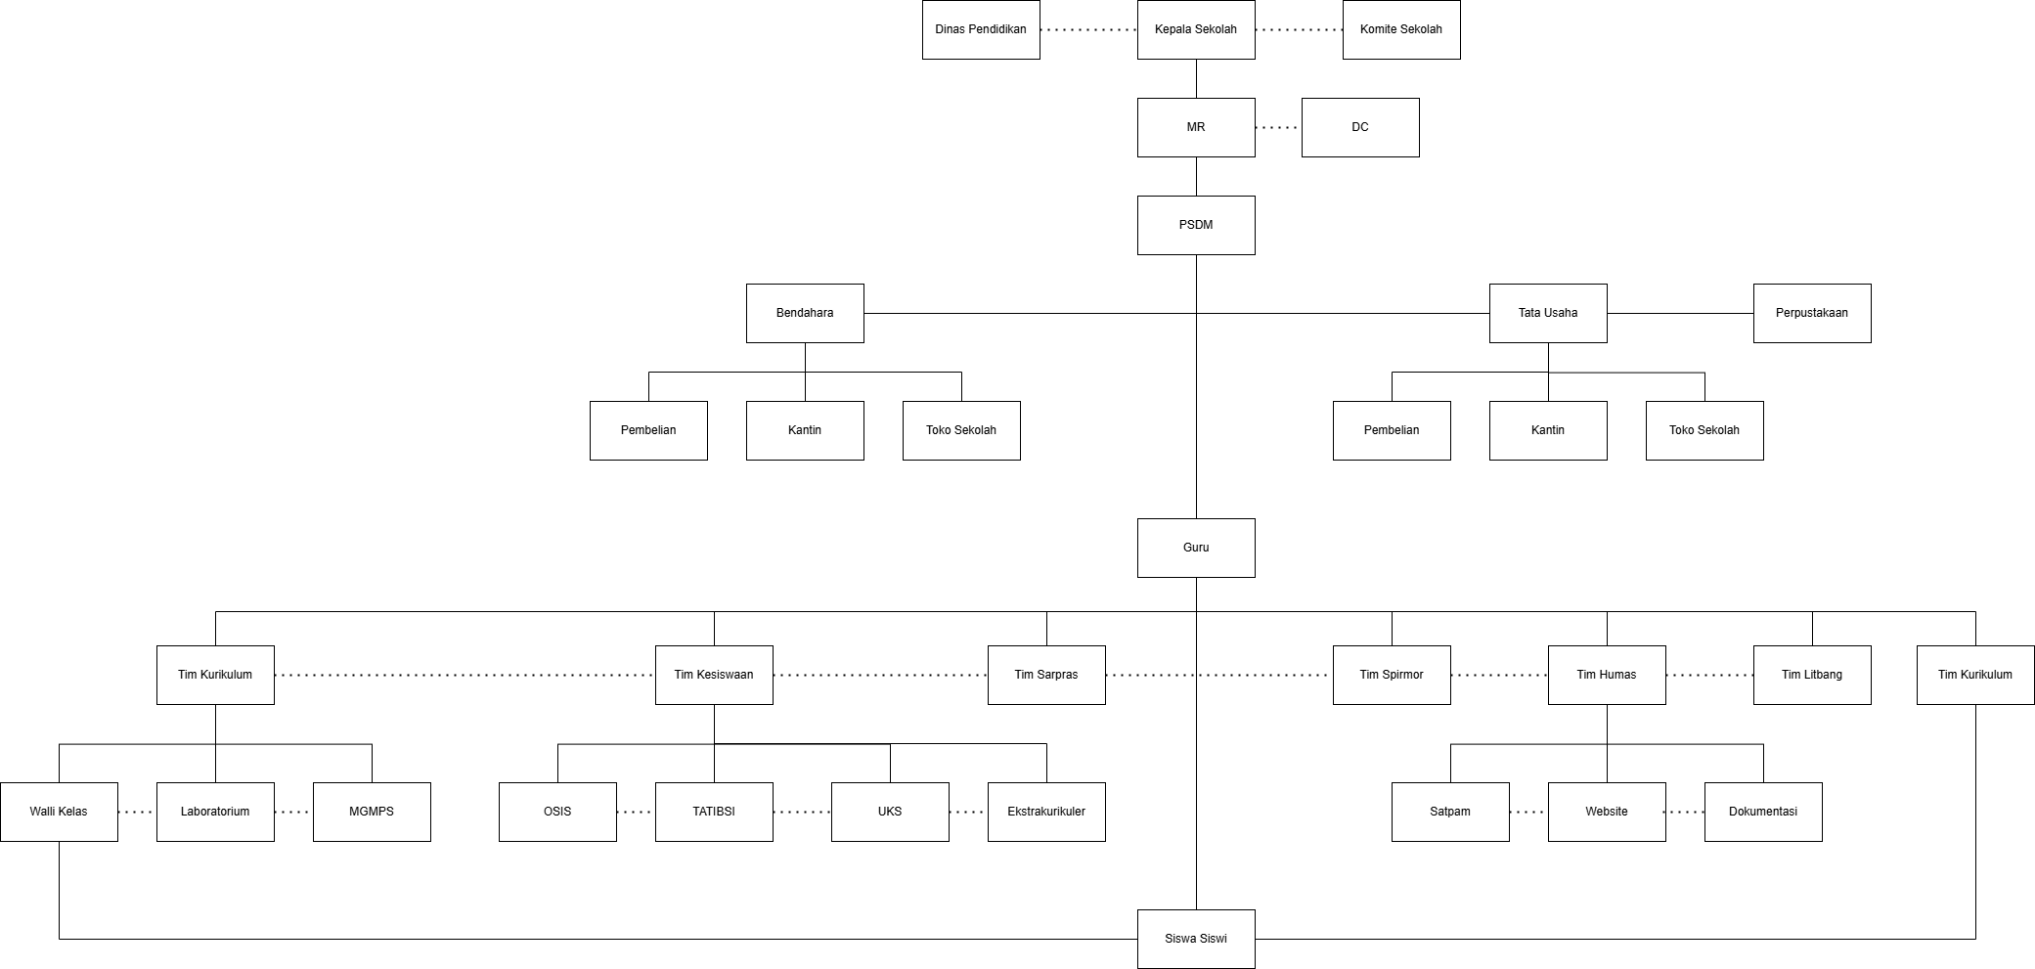 Dinas Pendidikan
Kepala Sekolah
Komite Sekolah
MR
DC
PSDM
Bendahara
Tata Usaha
Perpustakaan
Pembelian
Kantin
Toko Sekolah
Pembelian
Kantin
Toko Sekolah
Guru
Tim Kurikulum
Tim Kesiswaan
Tim Sarpras
Tim Spirmor
Tim Humas
Tim Litbang
Tim Kurikulum
Walli Kelas
Laboratorium
MGMPS
OSIS
TATIBSI
UKS
Ekstrakurikuler
Satpam
Website
Dokumentasi
Siswa Siswi